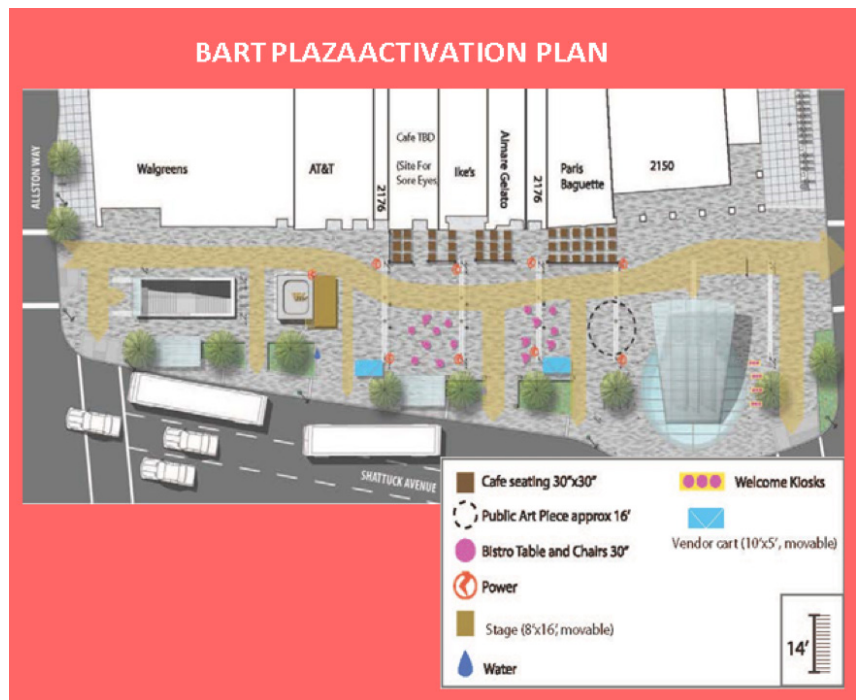 BART PLAZA ACTIVATION PLAN
ALLSTON WAY
Walgreens
AT&T
2176
Cafe TBD
(Site For
Sore Eyes)
Ike's
Almare Gelato
2176
Paris
Baguette
2150
SHATTUCK AVENUE
Cafe seating 30"x30"
Public Art Piece approx 16'
Bistro Table and Chairs 30"
Power
Stage (8'x16', movable)
Water
Welcome Kiosks
Vendor cart (10'x5', movable)
14'